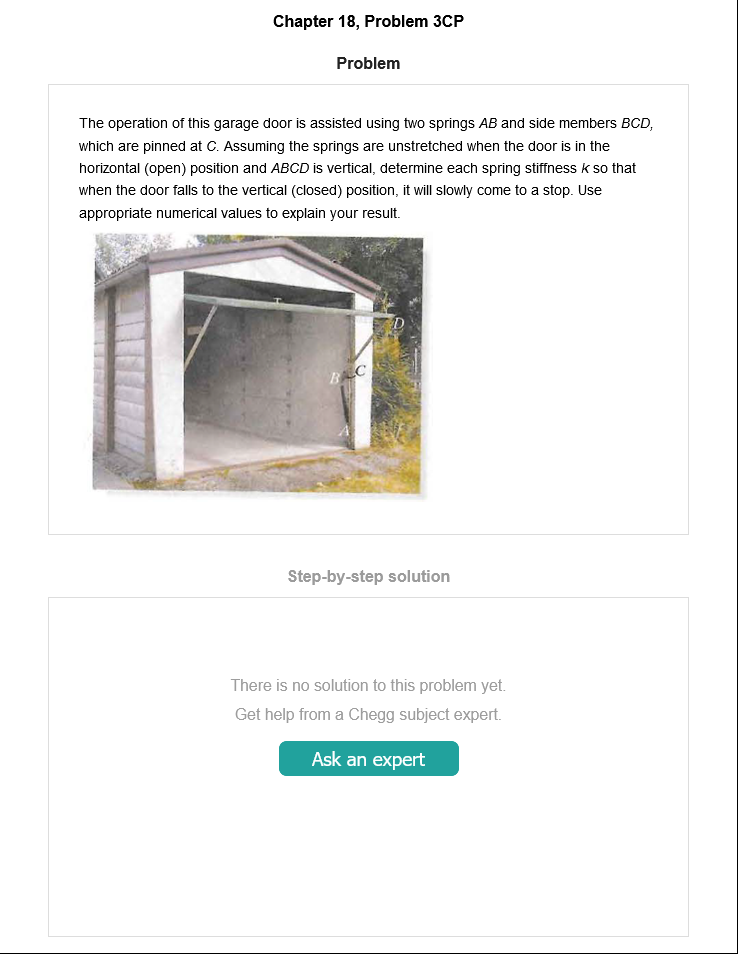 Chapter 18, Problem 3CP
Problem
The operation of this garage door is assisted using two springs AB and side members BCD,
which are pinned at C. Assuming the springs are unstretched when the door is in the
horizontal (open) position and ABCD is vertical, determine each spring stiffness k so that
when the door falls to the vertical (closed) position, it will slowly come to a stop. Use
appropriate numerical values to explain your result.
D
B C
A
Step-by-step solution
There is no solution to this problem yet.
Get help from a Chegg subject expert.
Ask an expert